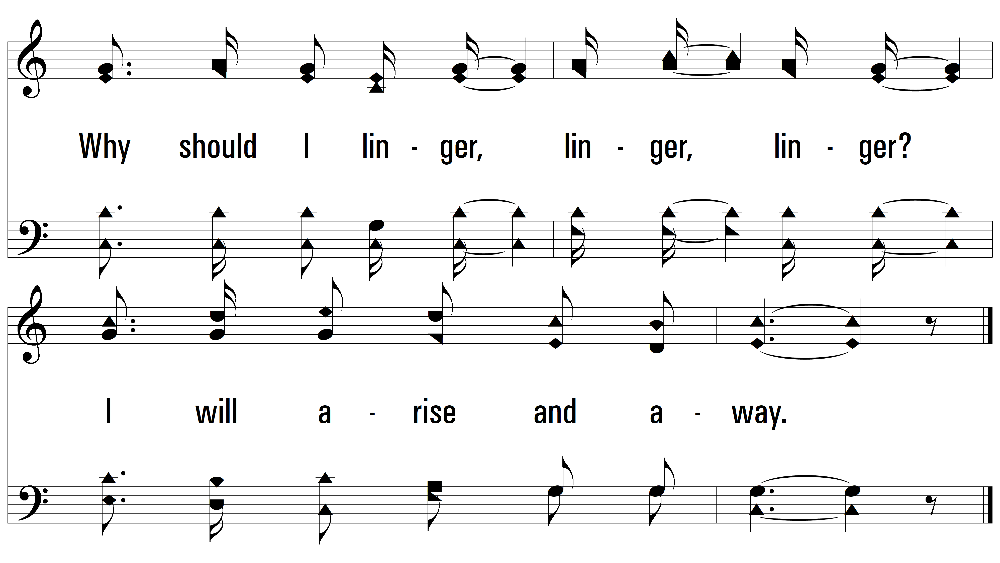 Why should I lin - ger, lin - ger, lin - ger?
I will a - rise and a - way.